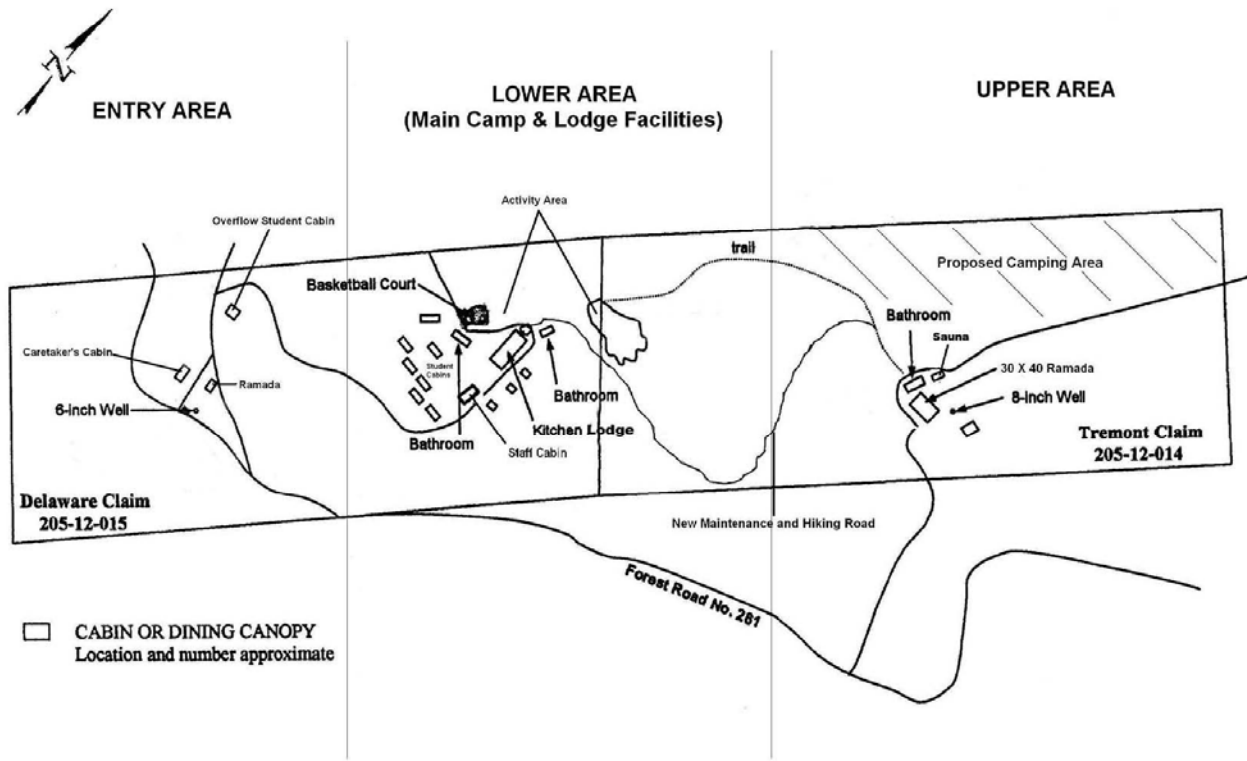 N
ENTRY AREA
LOWER AREA
(Main Camp & Lodge Facilities)
UPPER AREA
Overflow Student Cabin
Activity Area
trail
Proposed Camping Area
Basketball Court
Bathroom
Sauna
Caretaker's Cabin
Student
Cabins
Ramada
30 X 40 Ramada
6-inch Well
Bathroom
8-inch Well
Kitchen Lodge
Bathroom
Staff Cabin
Tremont Claim
205-12-014
Delaware Claim
205-12-015
New Maintenance and Hiking Road
Forest Road No. 281
CABIN OR DINING CANOPY
Location and number approximate